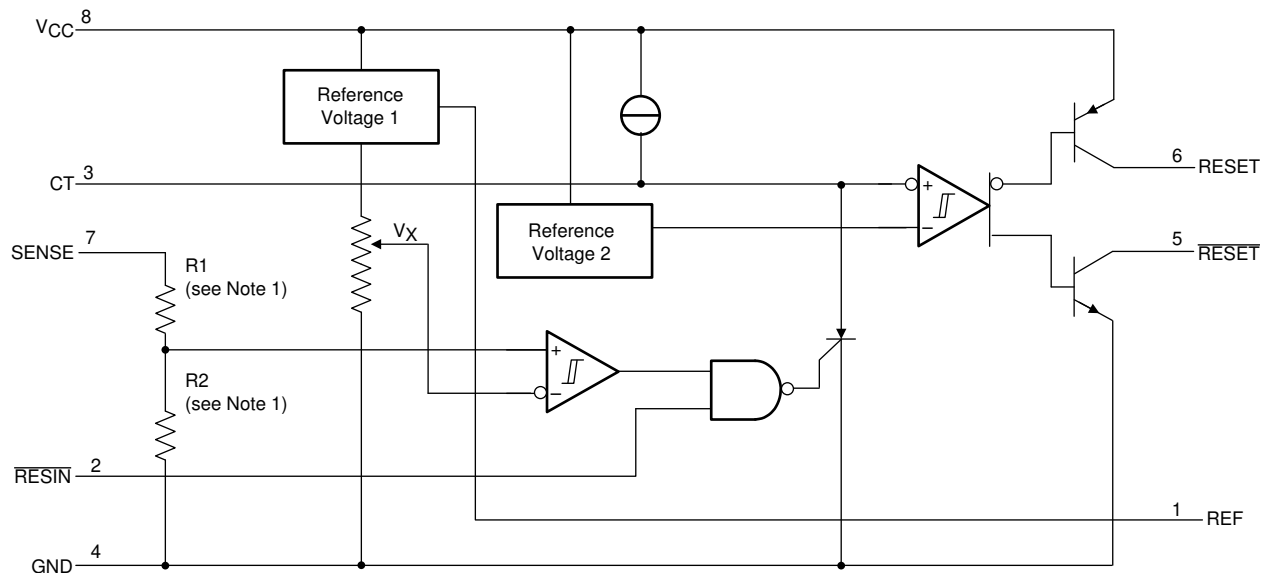 VCC 8
Reference
Voltage 1
CT 3
6 RESET
+
−
SENSE 7
VX
Reference
Voltage 2
5 RESET
R1
(see Note 1)
+
−
R2
(see Note 1)
RESIN 2
1 REF
GND 4